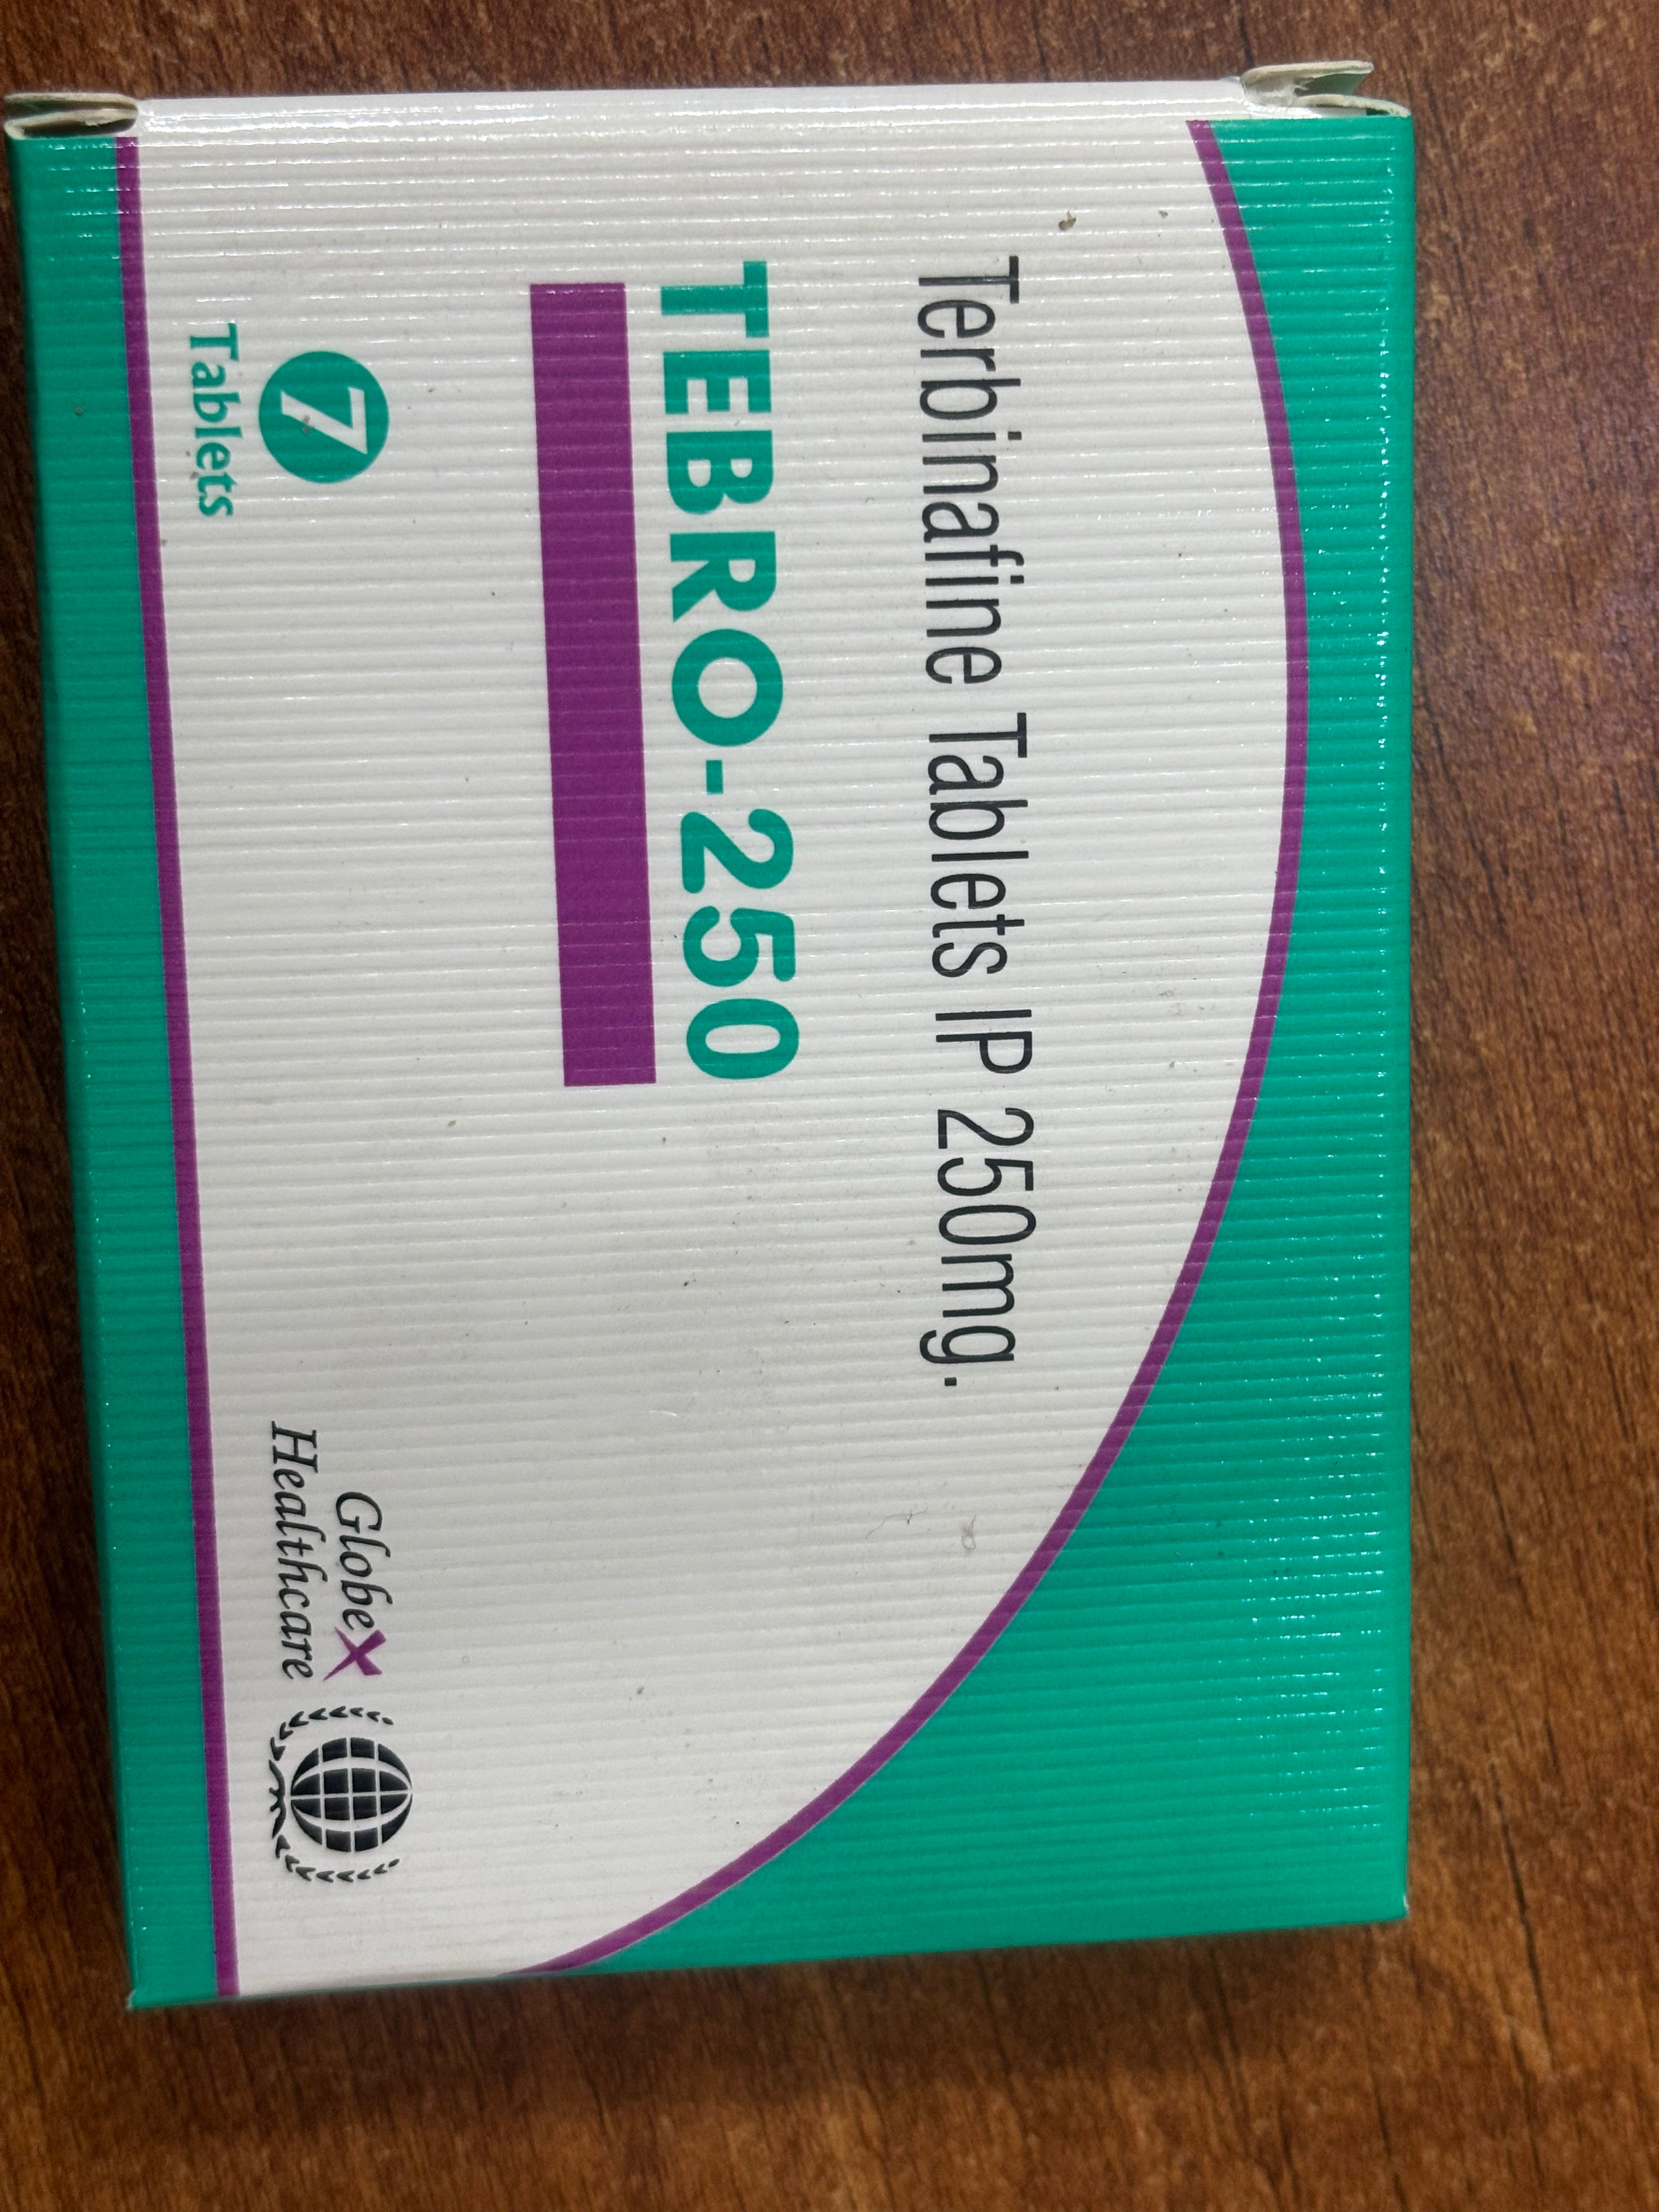 Terbinafine Tablets IP 250mg.
TEBRO-250
7
Tablets
GlobeX
Healthcare